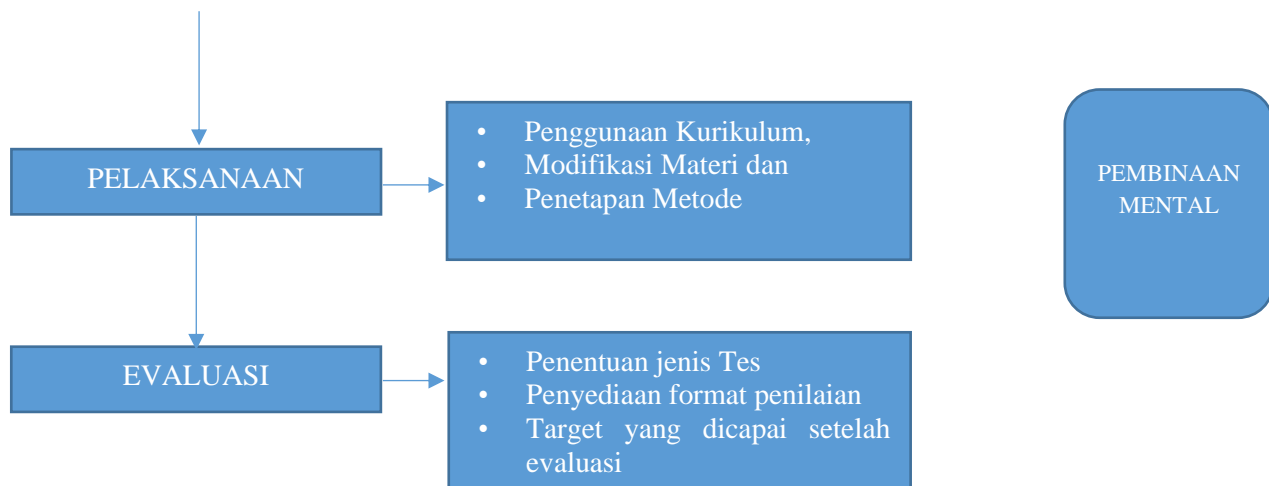 PELAKSANAAN
• Penggunaan Kurikulum,
• Modifikasi Materi dan
• Penetapan Metode
PEMBINAAN
MENTAL
EVALUASI
• Penentuan jenis Tes
• Penyediaan format penilaian
• Target yang dicapai setelah
evaluasi